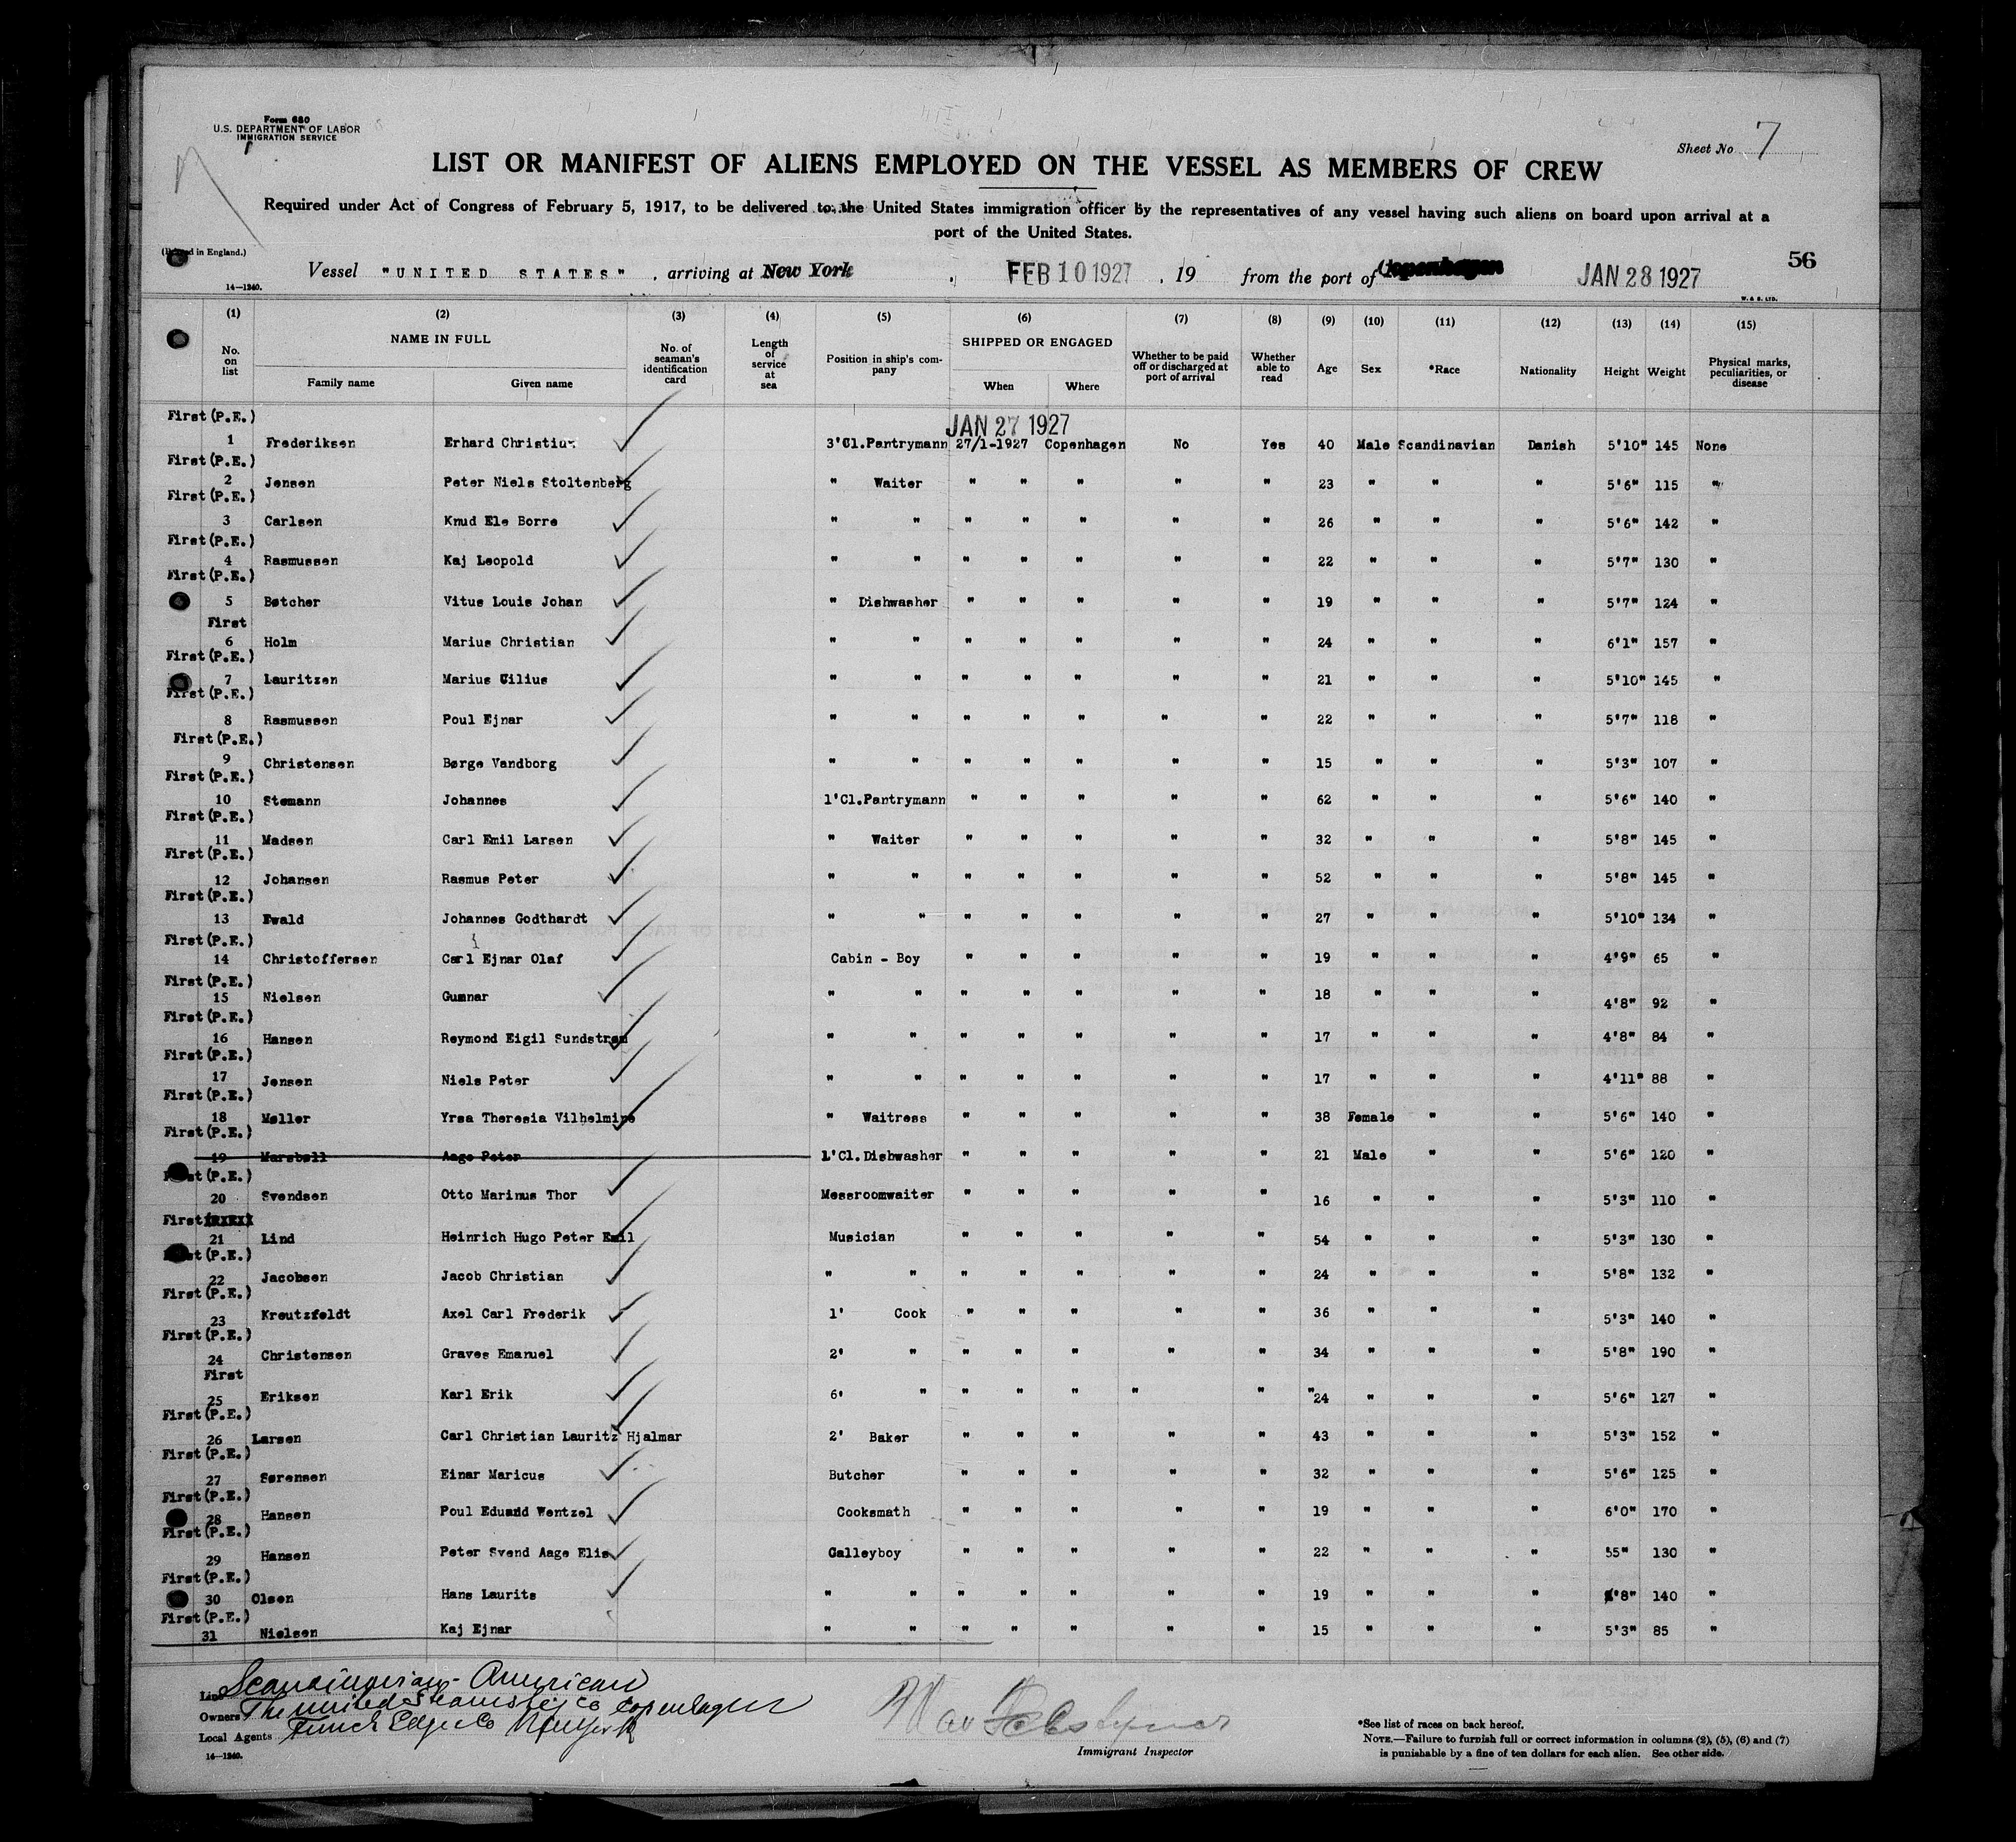 Form 680
U.S. DEPARTMENT OF LABOR
IMMIGRATION SERVICE
Sheet No 7
LIST OR MANIFEST OF ALIENS EMPLOYED ON THE VESSEL AS MEMBERS OF CREW
Required under Act of Congress of February 5, 1917, to be delivered to the United States immigration officer by the representatives of any vessel having such aliens on board upon arrival at a
port of the United States.
(Printed in England.)
56
Vessel "UNITED STATES" , arriving at New York , FEB 10 1927 , 19 from the port of Copenhagen JAN 28 1927
14—1240.
W. & S. LTD.
(1) (2) (3) (4) (5) (6) (7) (8) (9) (10) (11) (12) (13) (14) (15)
No. on list NAME IN FULL Family name Given name No. of seaman's identification card Length of service at sea Position in ship's company SHIPPED OR ENGAGED When Where Whether to be paid off or discharged at port of arrival Whether able to read Age Sex *Race Nationality Height Weight Physical marks, peculiarities, or disease
First (P.E.) JAN 27 1927
1 Frederiksen Erhard Christiux 3'Cl.Pantrymann 27/1-1927 Copenhagen No Yes 40 Male Scandinavian Danish 5'10" 145 None
First (P.E.)
2 Jensen Peter Niels Stoltenberg " Waiter " " " " " 23 " " " 5'6" 115 "
First (P.E.)
3 Carlsen Knud Ele Borre " " " " " " " 26 " " " 5'6" 142 "
First (P.E.)
4 Rasmussen Kaj Leopold " " " " " " " 22 " " " 5'7" 130 "
First (P.E.)
5 Bøtcher Vitus Louis Johan " Dishwasher " " " " " 19 " " " 5'7" 124 "
First
6 Holm Marius Christian " " " " " " " 24 " " " 6'1" 157 "
First (P.E.)
7 Lauritzen Marius Cilius " " " " " " " 21 " " " 5'10" 145 "
First (P.E.)
8 Rasmussen Poul Ejnar " " " " " " " 22 " " " 5'7" 118 "
First (P.E.)
9 Christensen Børge Vandborg " " " " " " " 15 " " " 5'3" 107 "
First (P.E.)
10 Stemann Johannes 1'Cl.Pantrymann " " " " " 62 " " " 5'6" 140 "
First (P.E.)
11 Madsen Carl Emil Larsen " Waiter " " " " " 32 " " " 5'8" 145 "
First (P.E.)
12 Johansen Rasmus Peter " " " " " " " 52 " " " 5'8" 145 "
First (P.E.)
13 Ewald Johannes Godthardt " " " " " " " 27 " " " 5'10" 134 "
First (P.E.)
14 Christoffersen Carl Ejnar Olaf Cabin - Boy " " " " " 19 " " " 4'9" 65 "
First (P.E.)
15 Nielsen Gunnar " " " " " " " 18 " " " 4'8" 92 "
First (P.E.)
16 Hansen Reymond Eigil Sundstrøm " " " " " " " 17 " " " 4'8" 84 "
First (P.E.)
17 Jensen Niels Peter " " " " " " " 17 " " " 4'11" 88 "
First (P.E.)
18 Møller Yrsa Theresia Vilhelmine " Waitress " " " " " 38 Female " " 5'6" 140 "
First (P.E.)
19 Marsbøll Aage Peter 1'Cl.Dishwasher " " " " " 21 Male " " 5'6" 120 "
First (P.E.)
20 Svendsen Otto Marinus Thor Messroomwaiter " " " " " 16 " " " 5'3" 110 "
First
21 Lind Heinrich Hugo Peter Emil Musician " " " " " 54 " " " 5'3" 130 "
First (P.E.)
22 Jacobsen Jacob Christian " " " " " " " 24 " " " 5'8" 132 "
First (P.E.)
23 Kreutzfeldt Axel Carl Frederik 1' Cook " " " " " 36 " " " 5'3" 140 "
First (P.E.)
24 Christensen Graves Emanuel 2' " " " " " " 34 " " " 5'8" 190 "
First
25 Eriksen Karl Erik 6' " " " " " " "24 " " " 5'6" 127 "
First (P.E.)
26 Larsen Carl Christian Lauritz Hjalmar 2' Baker " " " " " 43 " " " 5'3" 152 "
First (P.E.)
27 Sørensen Einar Maricus Butcher " " " " " 32 " " " 5'6" 125 "
First (P.E.)
28 Hansen Poul Eduard Wentzel Cooksmath " " " " " 19 " " " 6'0" 170 "
First (P.E.)
29 Hansen Peter Svend Aage Elis Galleyboy " " " " " 22 " " " 55" 130 "
First (P.E.)
30 Olsen Hans Laurits " " " " " " " 19 " " " '8" 140 "
First (P.E.)
31 Nielsen Kaj Ejnar " " " " " " " 15 " " " 5'3" 85 "
Line Scandinavian-American
Owners The United Steamship Co Copenhagen
Local Agents Funch Edye Co New York
14—1240.
Immigrant Inspector
*See list of races on back hereof.
NOTE.—Failure to furnish full or correct information in columns (2), (5), (6) and (7)
is punishable by a fine of ten dollars for each alien. See other side.